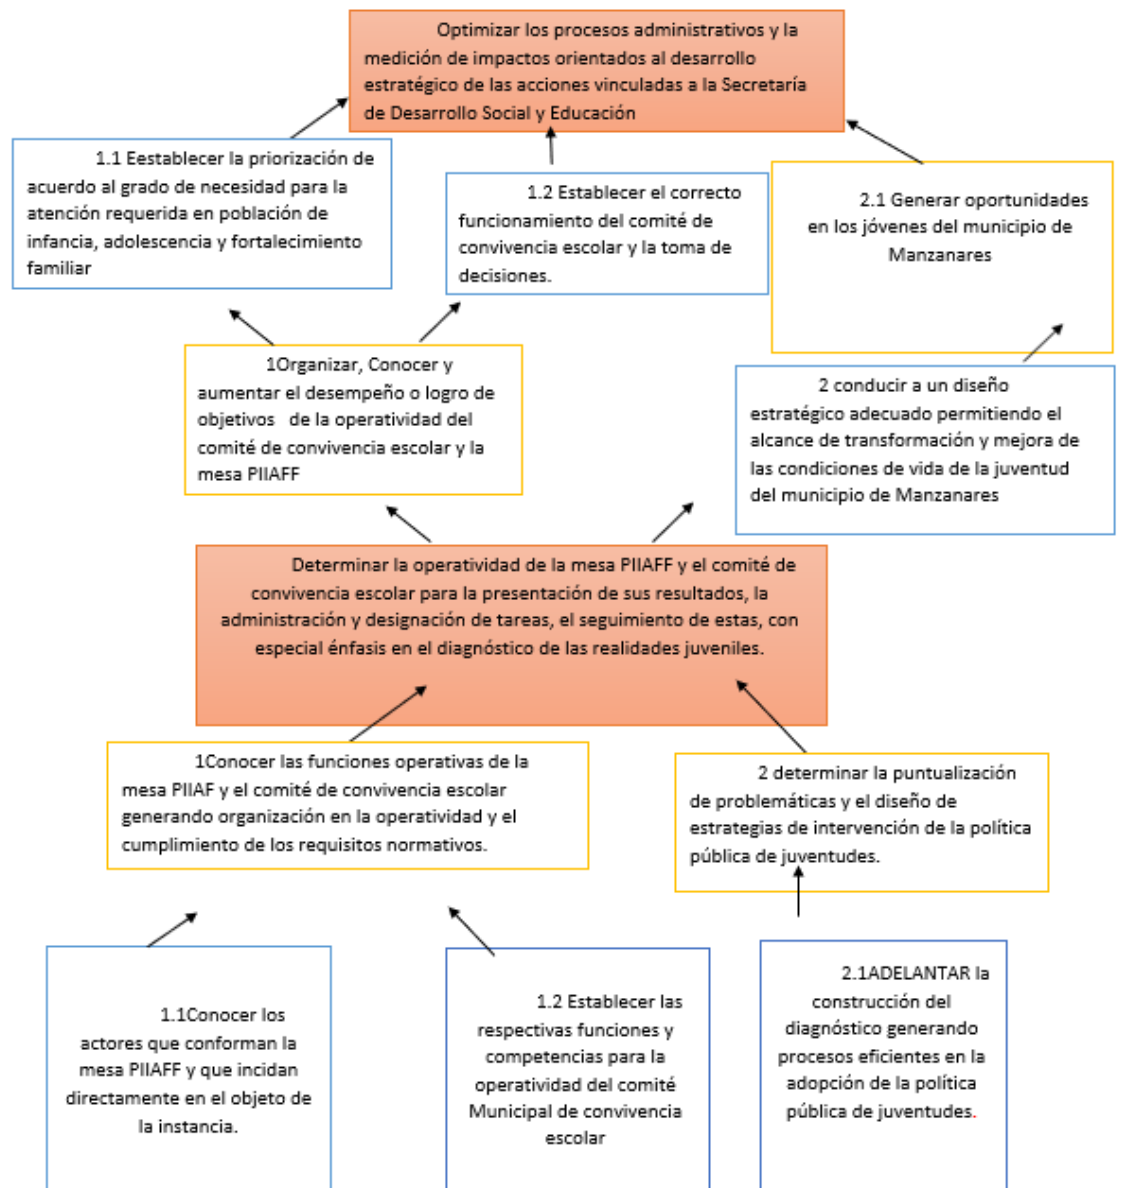 Optimizar los procesos administrativos y la
medición de impactos orientados al desarrollo
estratégico de las acciones vinculadas a la Secretaría
de Desarrollo Social y Educación
1.1 Eestablecer la priorización de
acuerdo al grado de necesidad para la
atención requerida en población de
infancia, adolescencia y fortalecimiento
familiar
1.2 Establecer el correcto
funcionamiento del comité de
convivencia escolar y la toma de
decisiones.
2.1 Generar oportunidades
en los jóvenes del municipio de
Manzanares
1Organizar, Conocer y
aumentar el desempeño o logro de
objetivos de la operatividad del
comité de convivencia escolar y la
mesa PIIAFF
2 conducir a un diseño
estratégico adecuado permitiendo el
alcance de transformación y mejora de
las condiciones de vida de la juventud
del municipio de Manzanares
Determinar la operatividad de la mesa PIIAFF y el comité de
convivencia escolar para la presentación de sus resultados, la
administración y designación de tareas, el seguimiento de estas, con
especial énfasis en el diagnóstico de las realidades juveniles.
1Conocer las funciones operativas de la
mesa PIIAF y el comité de convivencia escolar
generando organización en la operatividad y el
cumplimiento de los requisitos normativos.
2 determinar la puntualización
de problemáticas y el diseño de
estrategias de intervención de la política
pública de juventudes.
1.1Conocer los
actores que conforman la
mesa PIIAFF y que incidan
directamente en el objeto de
la instancia.
1.2 Establecer las
respectivas funciones y
competencias para la
operatividad del comité
Municipal de convivencia
escolar
2.1ADELANTAR la
construcción del
diagnóstico generando
procesos eficientes en la
adopción de la política
pública de juventudes.